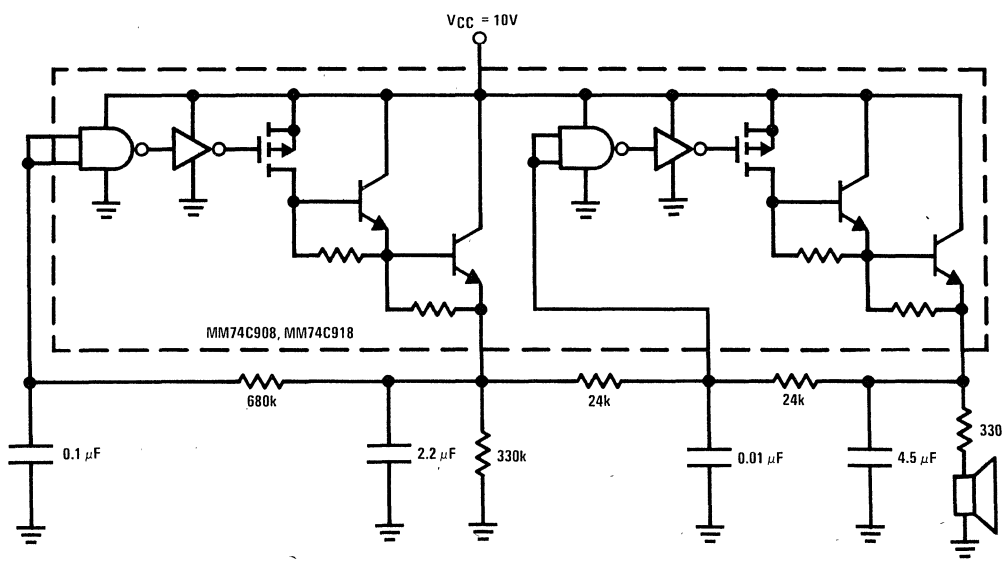 VCC = 10V
MM74C908, MM74C918
680k
24k
24k
0.1 μF
2.2 μF
330k
0.01 μF
4.5 μF
330